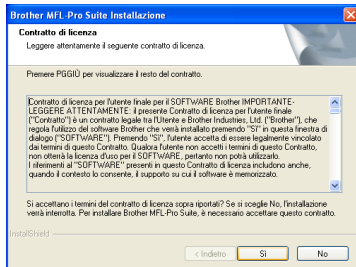 Brother MFL-Pro Suite Installazione
Contratto di licenza
Leggere attentamente il seguente contratto di licenza.
Premere PGGIÙ per visualizzare il resto del contratto.
Contratto di licenza per l'utente finale per il SOFTWARE Brother IMPORTANTE-
LEGGERE ATTENTAMENTE: il presente Contratto di licenza per l'utente finale
("Contratto") è un contratto legale tra l'Utente e Brother Industries, Ltd. ("Brother"), che
regola l'utilizzo del software Brother che verrà installato premendo "Sì" in questa finestra di
dialogo ("SOFTWARE"). Premendo "Sì", l'utente accetta di essere legalmente vincolato
dai termini di questo Contratto. Qualora l'utente non accetti i termini di questo Contratto,
non otterrà la licenza d'uso per il SOFTWARE, pertanto non potrà utilizzarlo.
I riferimenti al "SOFTWARE" presenti in questo Contratto di licenza includono anche,
quando il contesto lo consente, il supporto su cui il software è memorizzato.
Si accettano i termini del contratto di licenza sopra riportati? Se si sceglie No, l'installazione
verrà interrotta. Per installare Brother MFL-Pro Suite, è necessario accettare questo contratto.
InstallShield
< Indietro
Sì
No